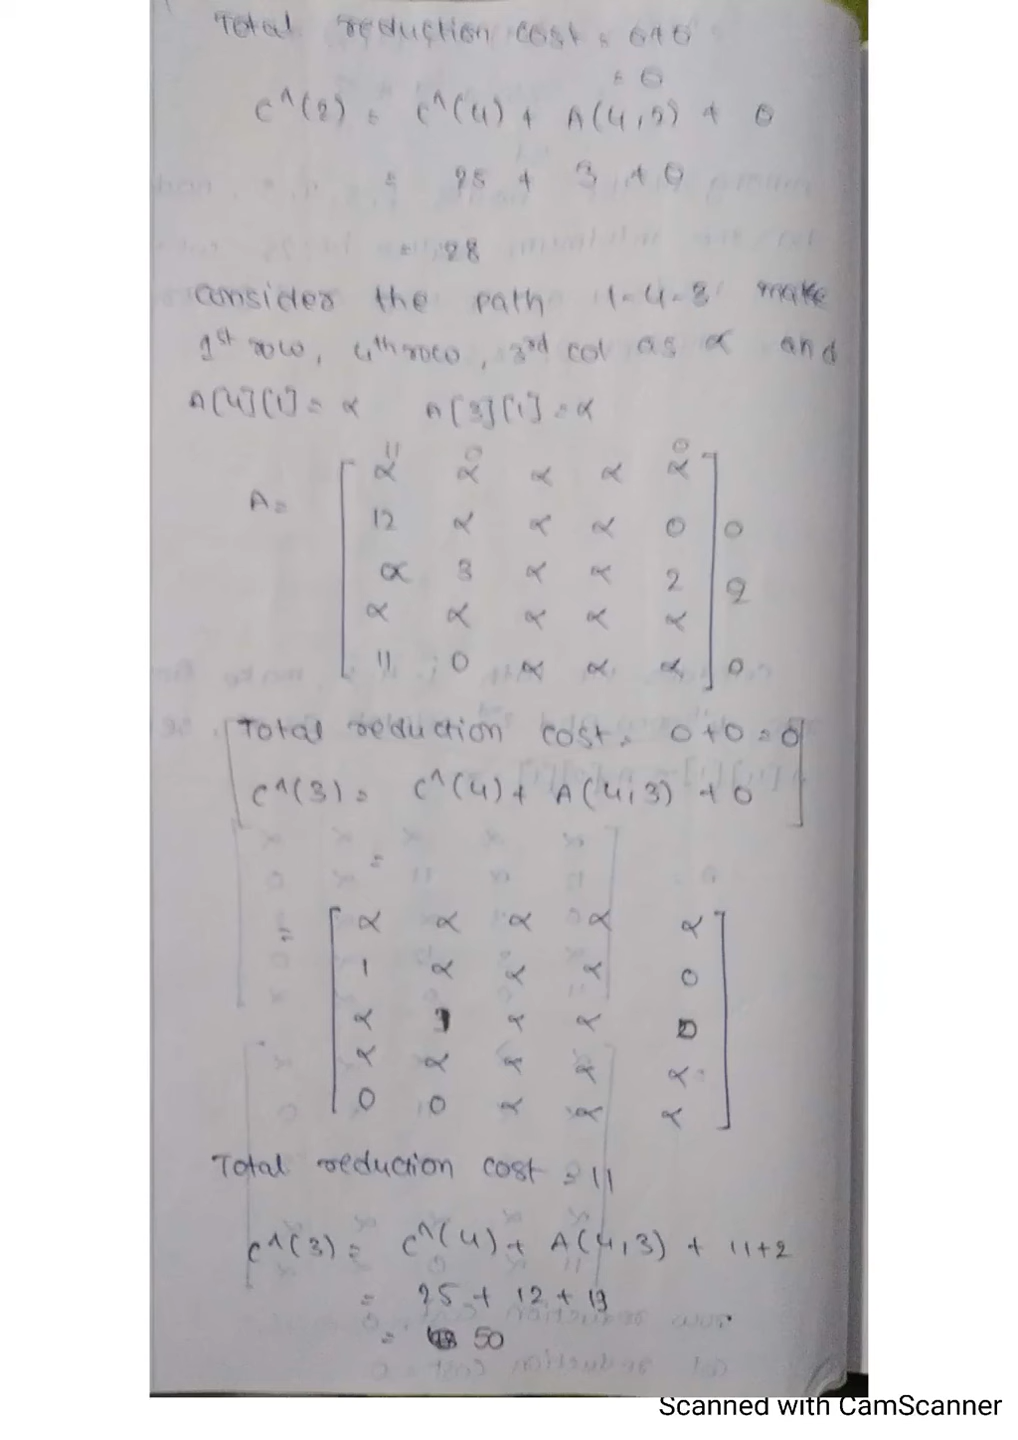 Total reduction cost = 0+0
= 0
C^(2) = C^(4) + A(4,2) + 0
= 25 + 3 + 0
= 28
consider the path 1-4-3 make
1st row, 4th row, 3rd col as α and
A[4][1] = α A[3][1] = α
11 0 0
A = α α α α α
12 α α α 0 0
α 3 α α 2 2
α α α α α
11 0 α α α 0
Total reduction cost = 0+0=0
C^(3) = C^(4) + A(4,3) + 0
=
= α α α α α
1 α α α 0
α α α 0
α α α α α
0 0 α α α
Total reduction cost = 11
C^(3) = C^(4) + A(4,3) + 11+2
= 25 + 12 + 13
= 50
Scanned with CamScanner